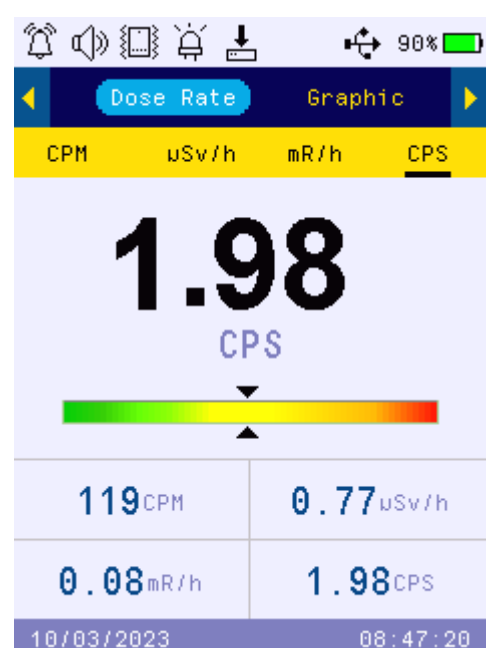 90%
Dose Rate Graphic
CPM µSv/h mR/h CPS
1.98
CPS
119CPM 0.77µSv/h
0.08mR/h 1.98CPS
10/03/2023 08:47:20